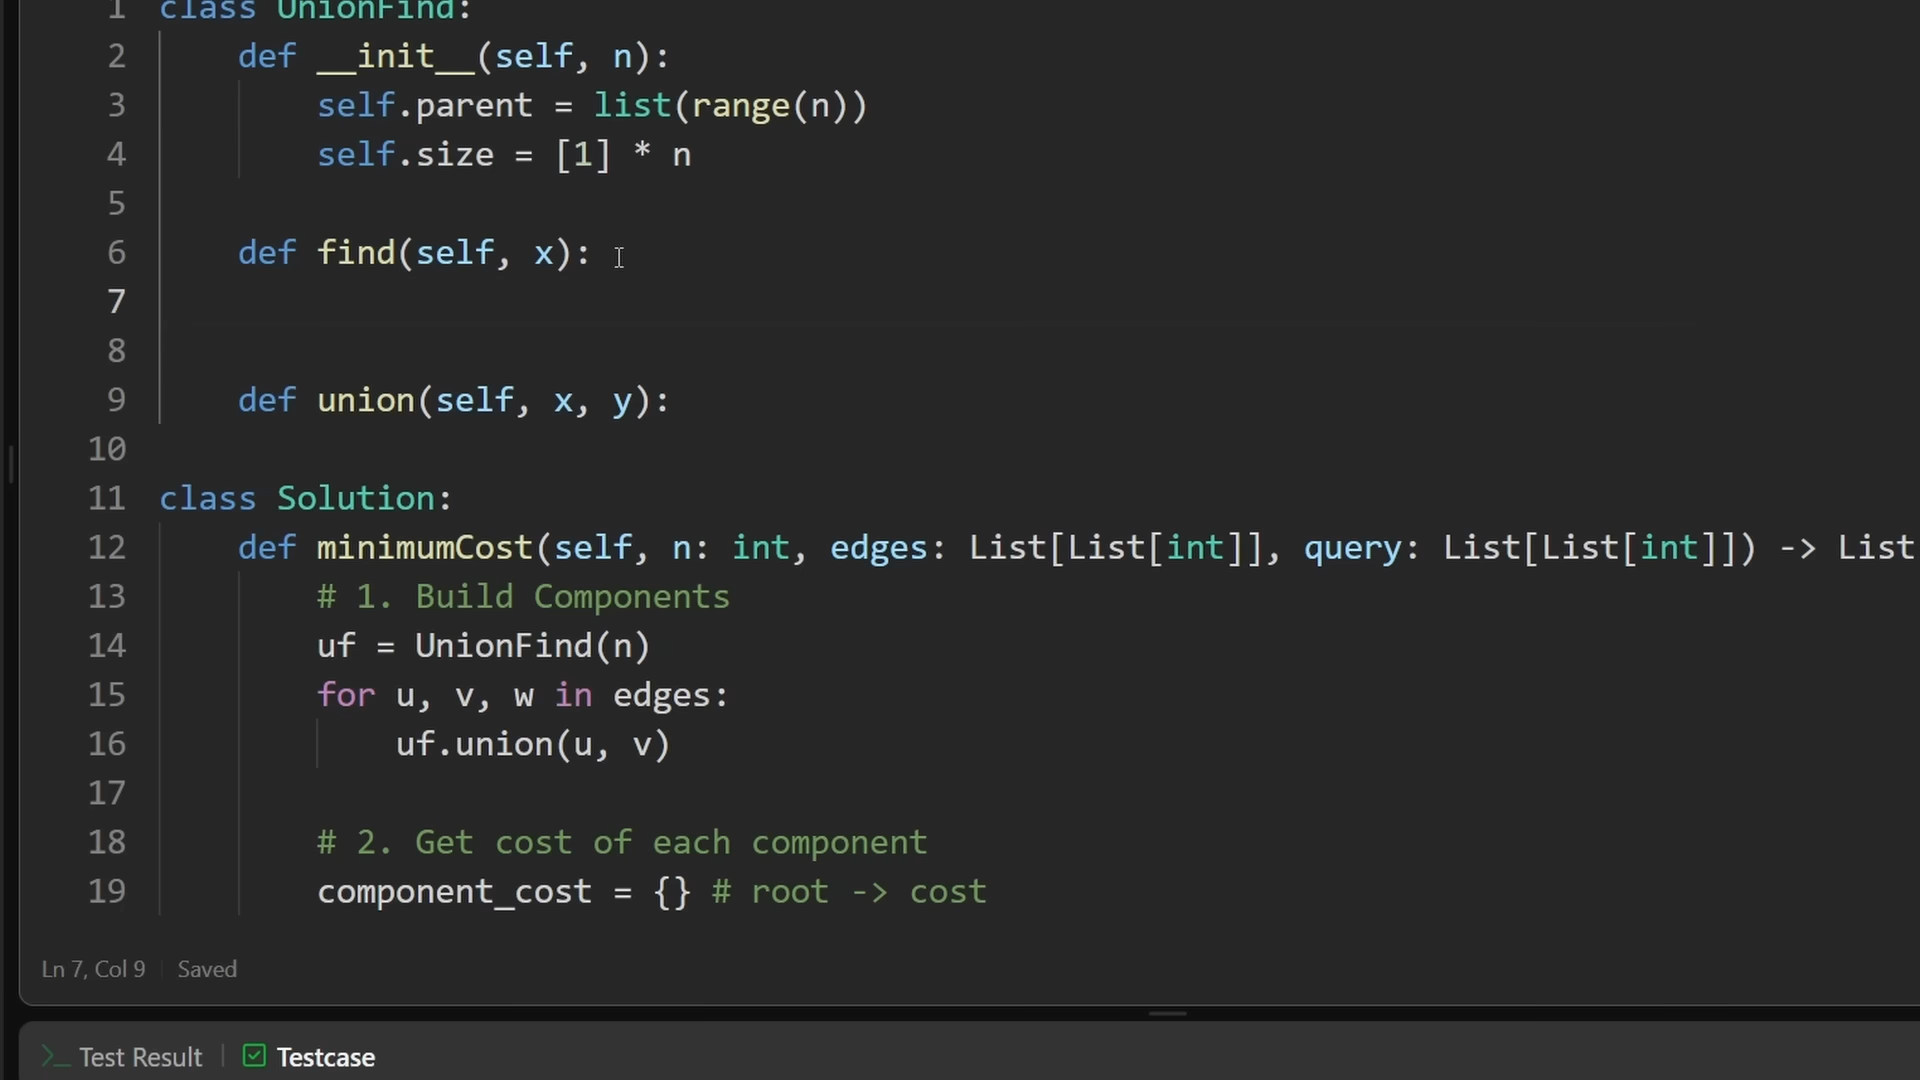 1 class UnionFind:
2 def __init__(self, n):
3 self.parent = list(range(n))
4 self.size = [1] * n
5
6 def find(self, x):
7
8
9 def union(self, x, y):
10
11 class Solution:
12 def minimumCost(self, n: int, edges: List[List[int]], query: List[List[int]]) -> List
13 # 1. Build Components
14 uf = UnionFind(n)
15 for u, v, w in edges:
16 uf.union(u, v)
17
18 # 2. Get cost of each component
19 component_cost = {} # root -> cost
Ln 7, Col 9 Saved
Test Result Testcase